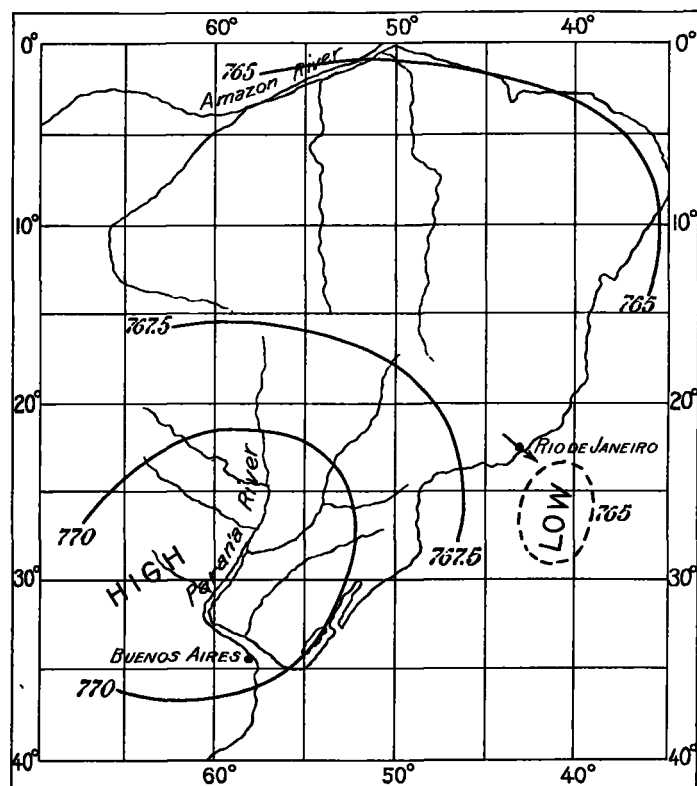 60° 50° 40°
0° 0°
765
Amazon River
10° 10°
767.5 765
20° 20°
RIO DE JANEIRO
Parana River
LOW 765
770 767.5
HIGH
30° 30°
BUENOS AIRES
770
40° 40°
60° 50° 40°